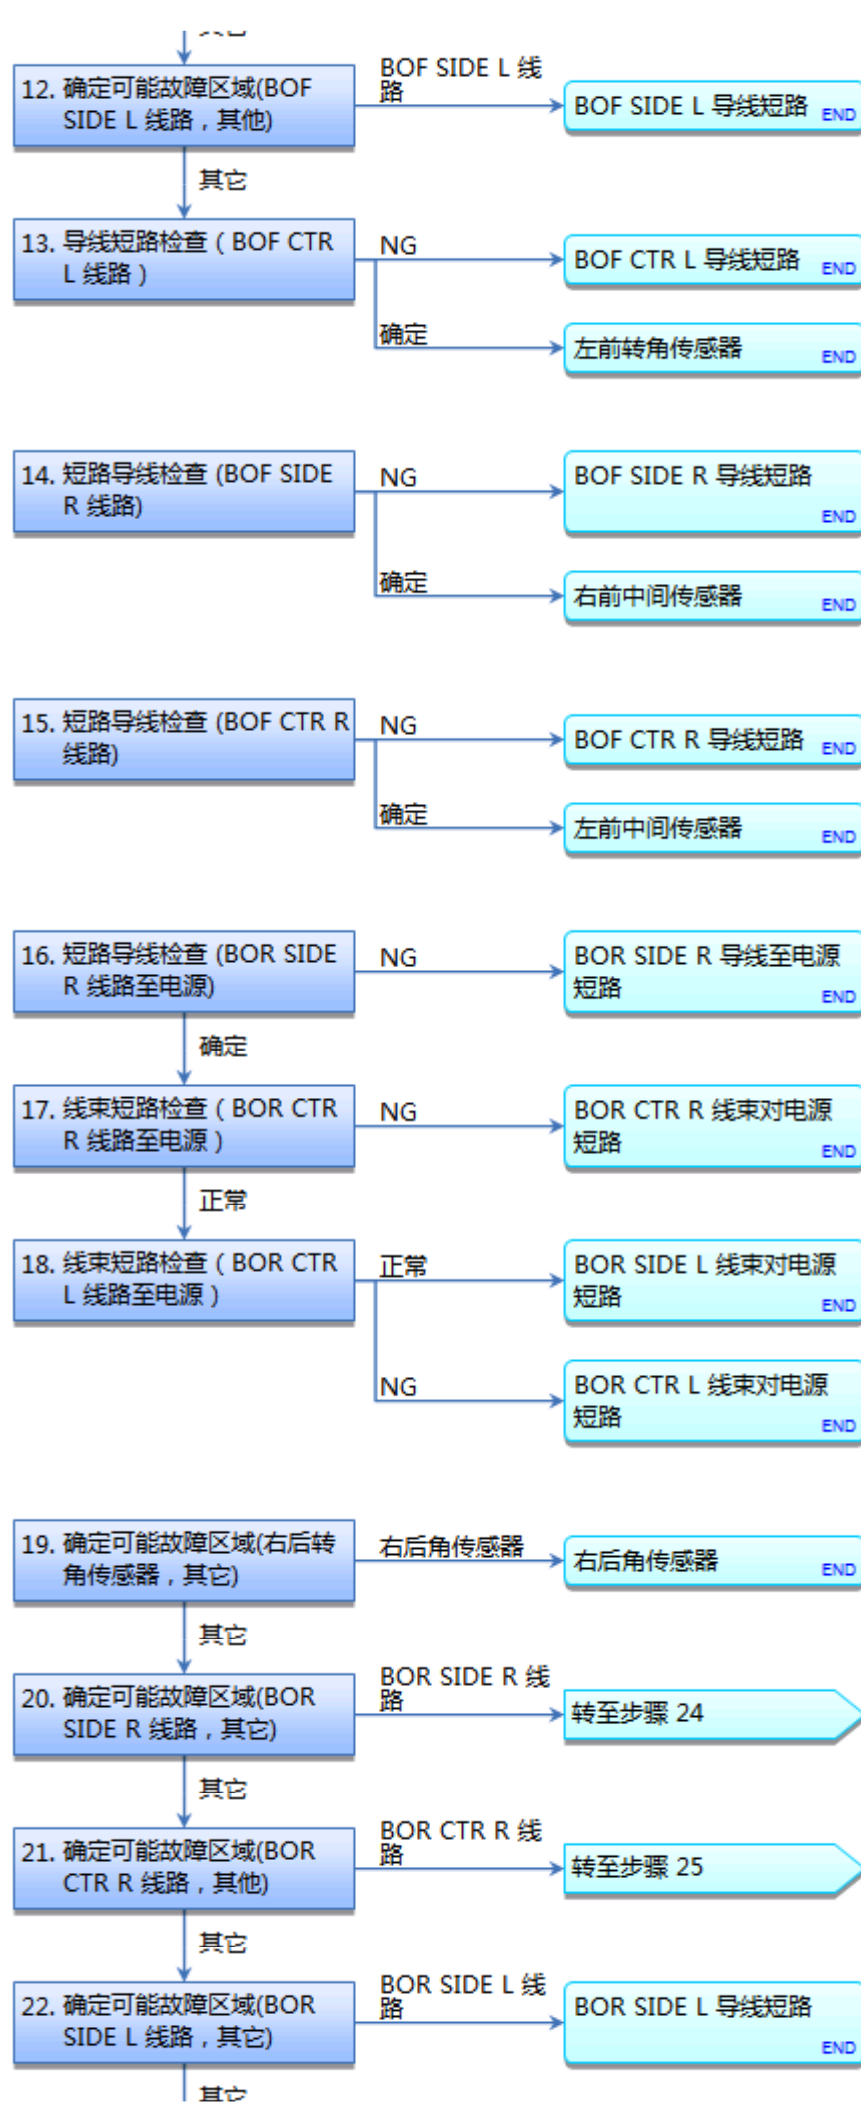 12. 确定可能故障区域(BOF
SIDE L 线路，其他)
BOF SIDE L 线
路
BOF SIDE L 导线短路 END
其它
13. 导线短路检查（BOF CTR
L 线路）
NG
BOF CTR L 导线短路 END
确定
左前转角传感器 END
14. 短路导线检查 (BOF SIDE
R 线路)
NG
BOF SIDE R 导线短路
END
确定
右前中间传感器 END
15. 短路导线检查 (BOF CTR R
线路)
NG
BOF CTR R 导线短路 END
确定
左前中间传感器 END
16. 短路导线检查 (BOR SIDE
R 线路至电源)
NG
BOR SIDE R 导线至电源
短路 END
确定
17. 线束短路检查（BOR CTR
R 线路至电源）
NG
BOR CTR R 线束对电源
短路 END
正常
18. 线束短路检查（BOR CTR
L 线路至电源）
正常
BOR SIDE L 线束对电源
短路 END
NG
BOR CTR L 线束对电源
短路 END
19. 确定可能故障区域(右后转
角传感器，其它)
右后角传感器
右后角传感器 END
其它
20. 确定可能故障区域(BOR
SIDE R 线路，其它)
BOR SIDE R 线
路
转至步骤 24
其它
21. 确定可能故障区域(BOR
CTR R 线路，其他)
BOR CTR R 线
路
转至步骤 25
其它
22. 确定可能故障区域(BOR
SIDE L 线路，其它)
BOR SIDE L 线
路
BOR SIDE L 导线短路
END
其它